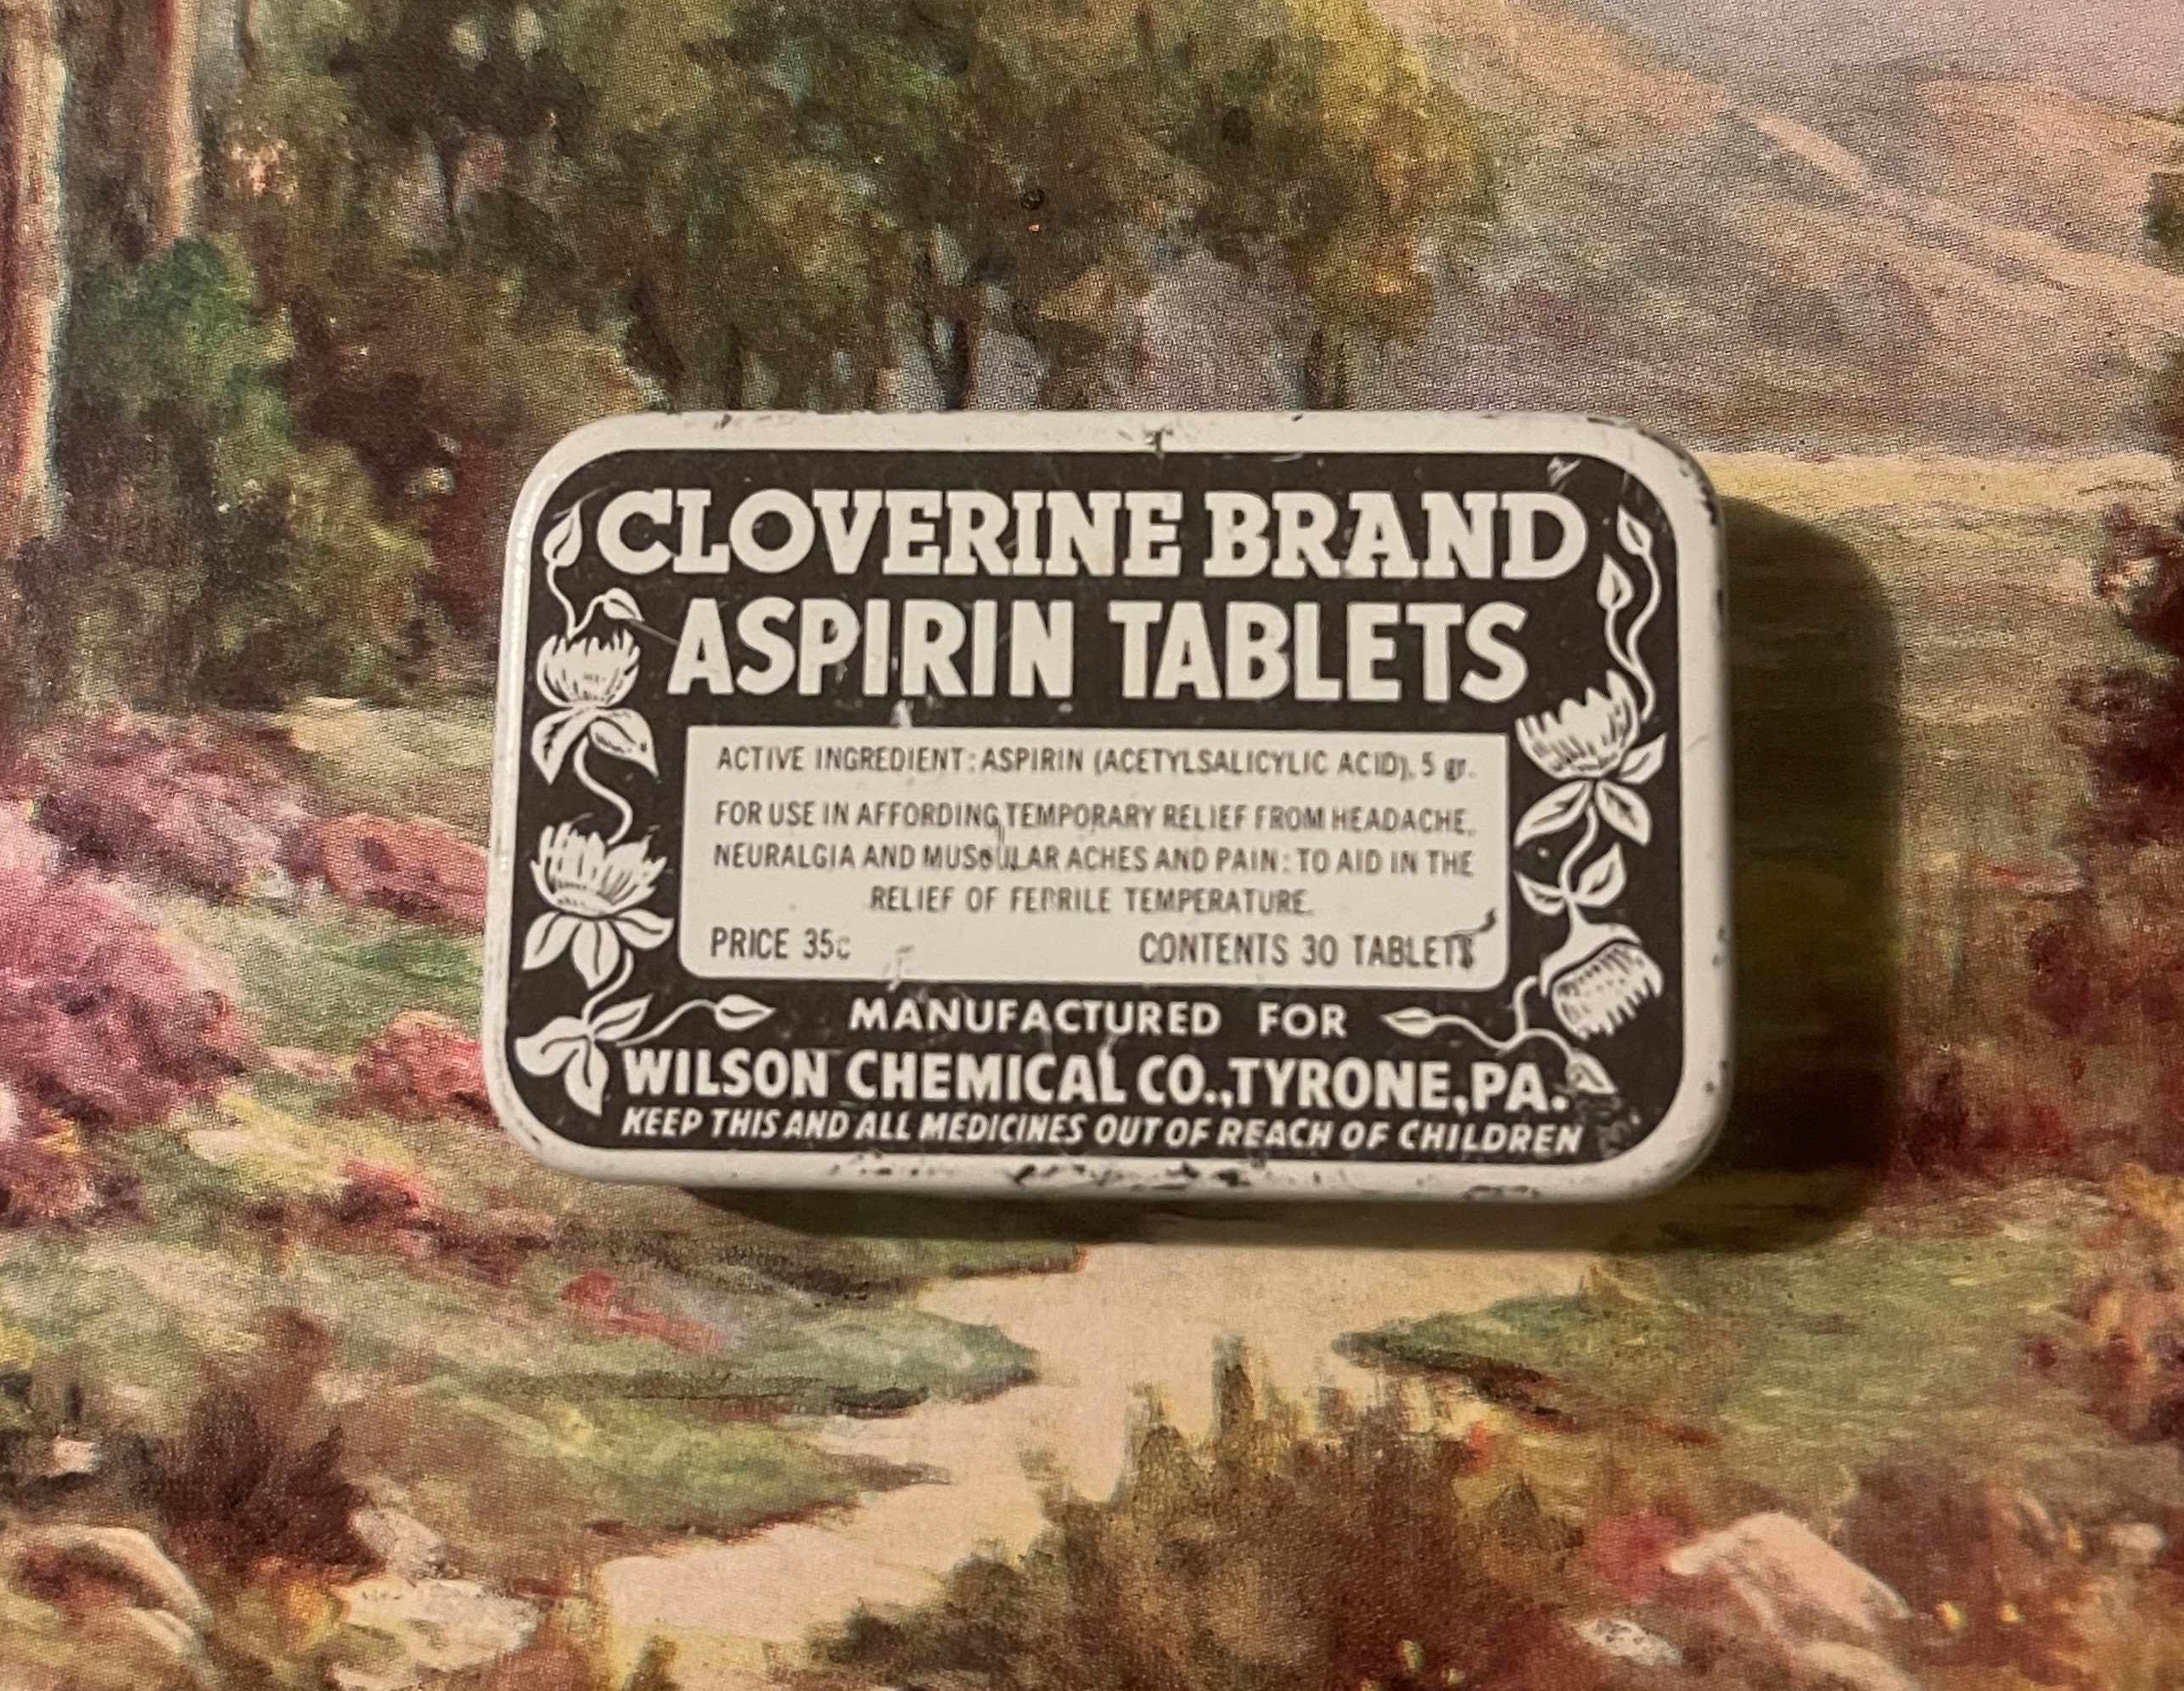 CLOVERINE BRAND
ASPIRIN TABLETS
ACTIVE INGREDIENT: ASPIRIN (ACETYLSALICYLIC ACID), 5 gr.
FOR USE IN AFFORDING TEMPORARY RELIEF FROM HEADACHE,
NEURALGIA AND MUSCULAR ACHES AND PAIN: TO AID IN THE
RELIEF OF FEBRILE TEMPERATURE.
PRICE 35c CONTENTS 30 TABLETS
MANUFACTURED FOR
WILSON CHEMICAL CO., TYRONE, PA.
KEEP THIS AND ALL MEDICINES OUT OF REACH OF CHILDREN